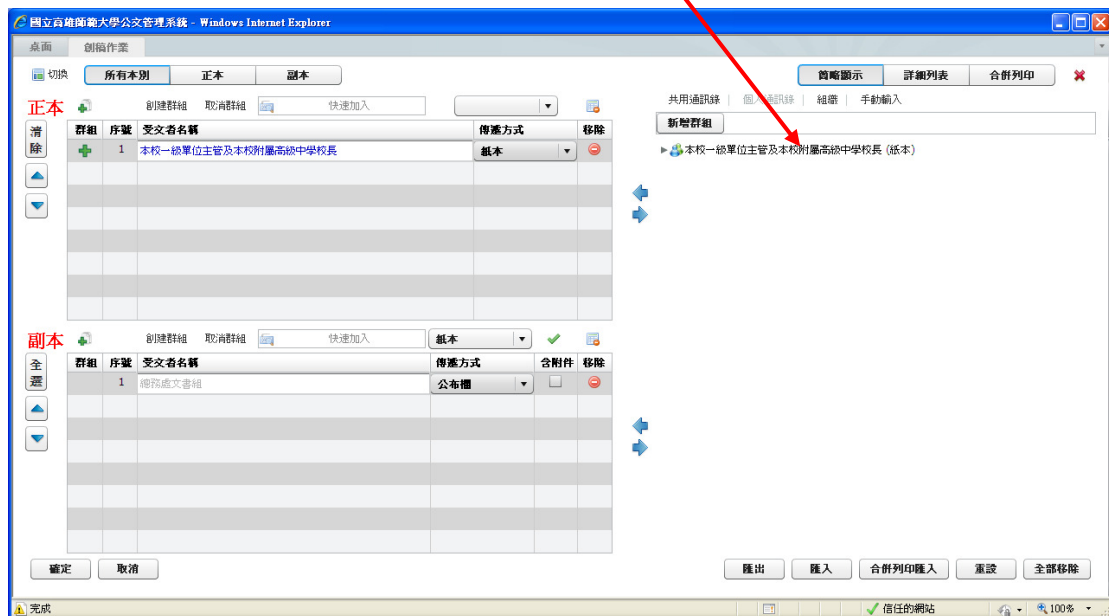 國立高雄師範大學公文管理系統 - Windows Internet Explorer
桌面 創稿作業
切換 所有本別 正本 副本 簡略顯示 詳細列表 合併列印
正本 創建群組 取消群組 快速加入 共用通訊錄 | 個人通訊錄 | 組織 | 手動輸入
清除 群組 序號 受文者名稱 傳遞方式 移除 新增群組
1 本校一級單位主管及本校附屬高級中學校長 紙本 本校一級單位主管及本校附屬高級中學校長 (紙本)
副本 創建群組 取消群組 快速加入 紙本
全選 群組 序號 受文者名稱 傳遞方式 含附件 移除
1 總務處文書組 公布欄
確定 取消 匯出 匯入 合併列印匯入 重設 全部移除
完成 信任的網站 100%